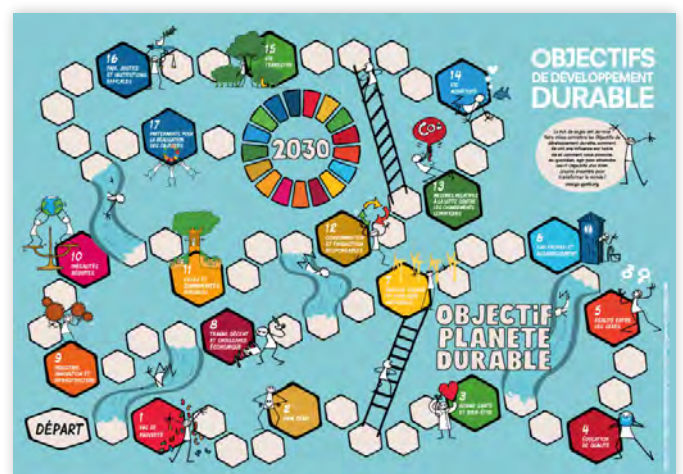 OBJECTIFS
DE DÉVELOPPEMENT
DURABLE
16
PAIX, JUSTICE
ET INSTITUTIONS
EFFICACES
15
VIE
TERRESTRE
14
VIE
AQUATIQUE
17
PARTENARIATS POUR
LA RÉALISATION
DES OBJECTIFS
2030
CO₂
13
MESURES RELATIVES
À LA LUTTE CONTRE
LES CHANGEMENTS
CLIMATIQUES
10
INÉGALITÉS
RÉDUITES
11
12
CONSOMMATION
ET PRODUCTION
RESPONSABLES
7
6
EAU PROPRE ET
ASSAINISSEMENT
OBJECTIF
PLANÈTE
DURABLE
5
ÉGALITÉ ENTRE
LES SEXES
9
INDUSTRIE,
INNOVATION ET
INFRASTRUCTURE
8
TRAVAIL DÉCENT
ET CROISSANCE
ÉCONOMIQUE
DÉPART
1
PAS DE
PAUVRETÉ
2
FAIM ZÉRO
3
BONNE SANTÉ
ET BIEN-ÊTRE
4
ÉDUCATION
DE QUALITÉ